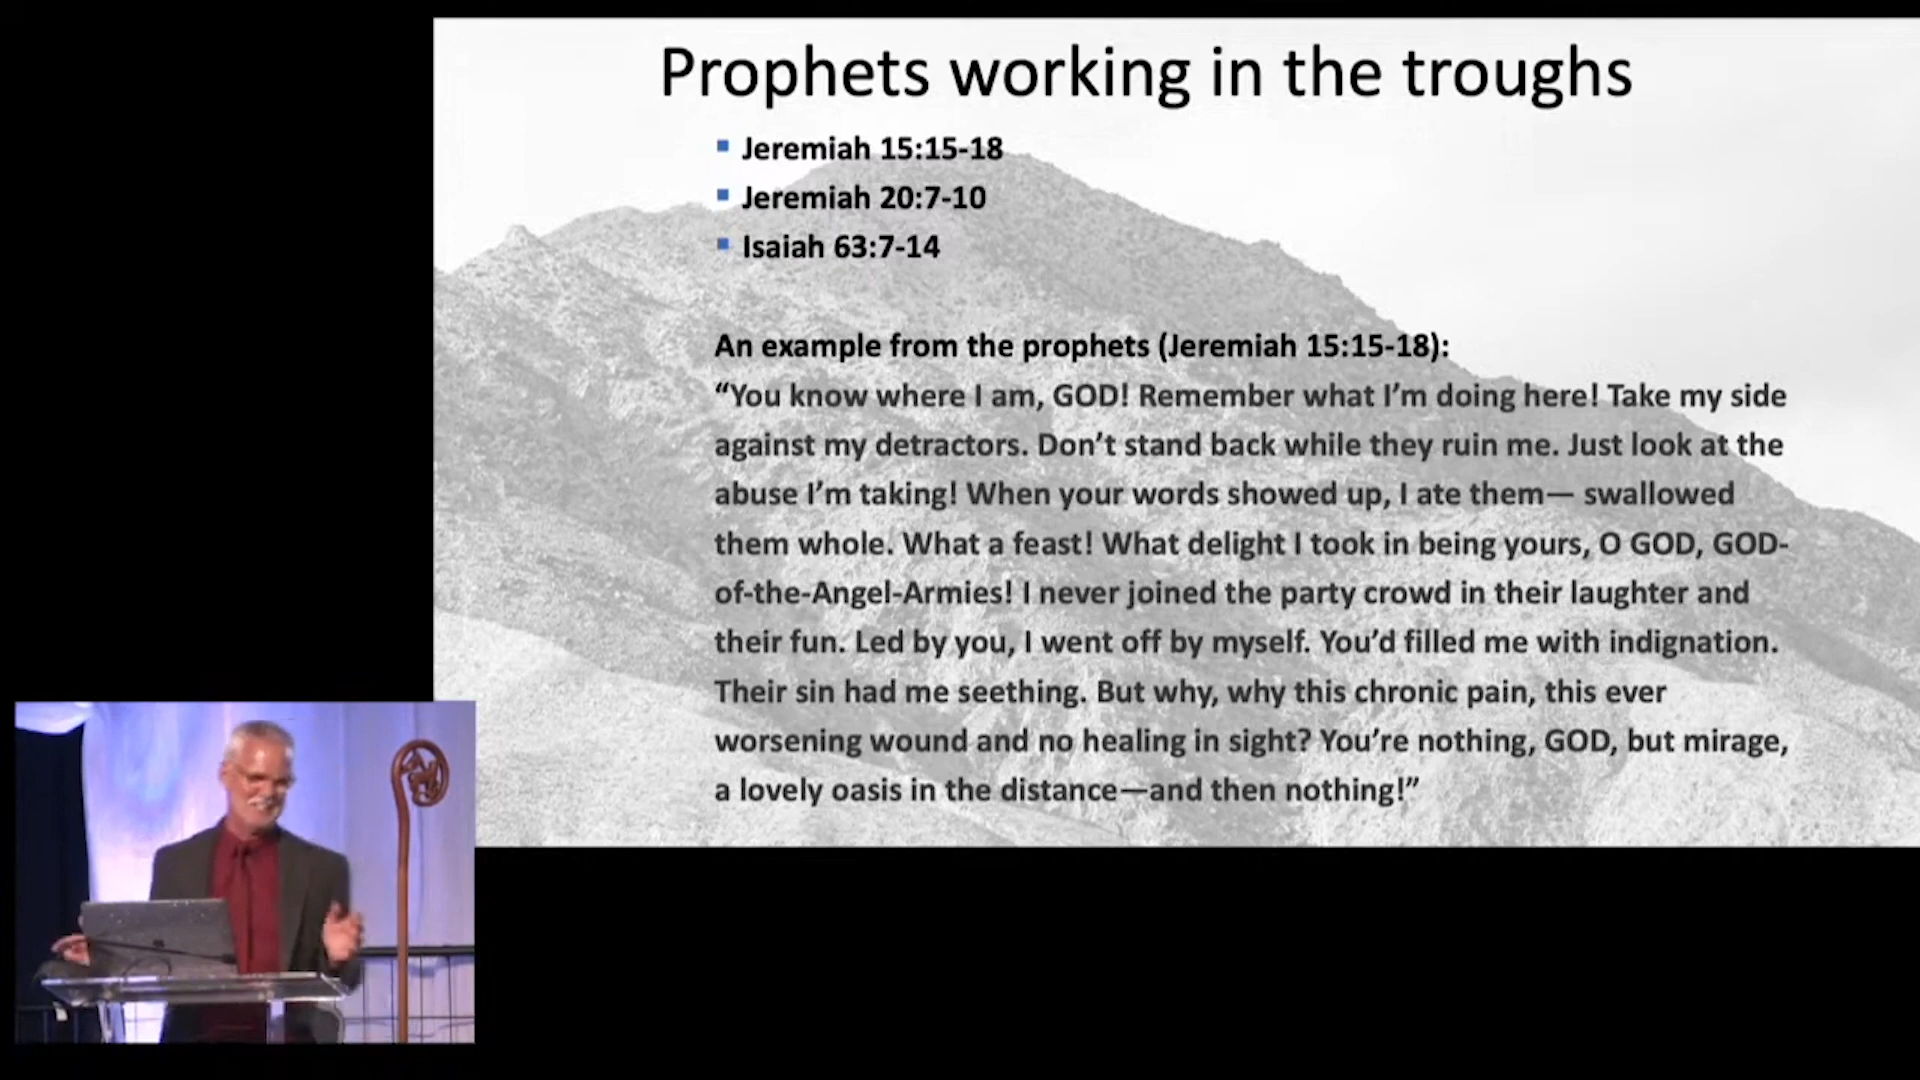 Prophets working in the troughs
Jeremiah 15:15-18
Jeremiah 20:7-10
Isaiah 63:7-14
An example from the prophets (Jeremiah 15:15-18):
“You know where I am, GOD! Remember what I’m doing here! Take my side
against my detractors. Don’t stand back while they ruin me. Just look at the
abuse I’m taking! When your words showed up, I ate them— swallowed
them whole. What a feast! What delight I took in being yours, O GOD, GOD-
of-the-Angel-Armies! I never joined the party crowd in their laughter and
their fun. Led by you, I went off by myself. You’d filled me with indignation.
Their sin had me seething. But why, why this chronic pain, this ever
worsening wound and no healing in sight? You’re nothing, GOD, but mirage,
a lovely oasis in the distance—and then nothing!”